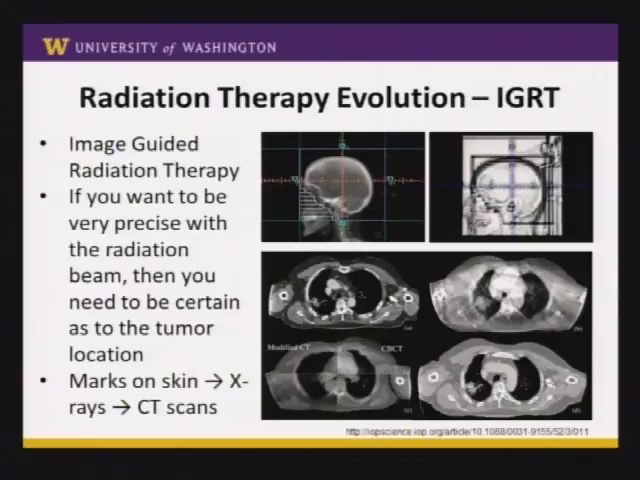 W UNIVERSITY of WASHINGTON
Radiation Therapy Evolution – IGRT
• Image Guided
Radiation Therapy
• If you want to be
very precise with
the radiation
beam, then you
need to be certain
as to the tumor
location
• Marks on skin → X-
rays → CT scans
(a)
(b)
Modified CT
CBCT
(c)
(d)
http://iopscience.iop.org/article/10.1088/0031-9155/52/3/011